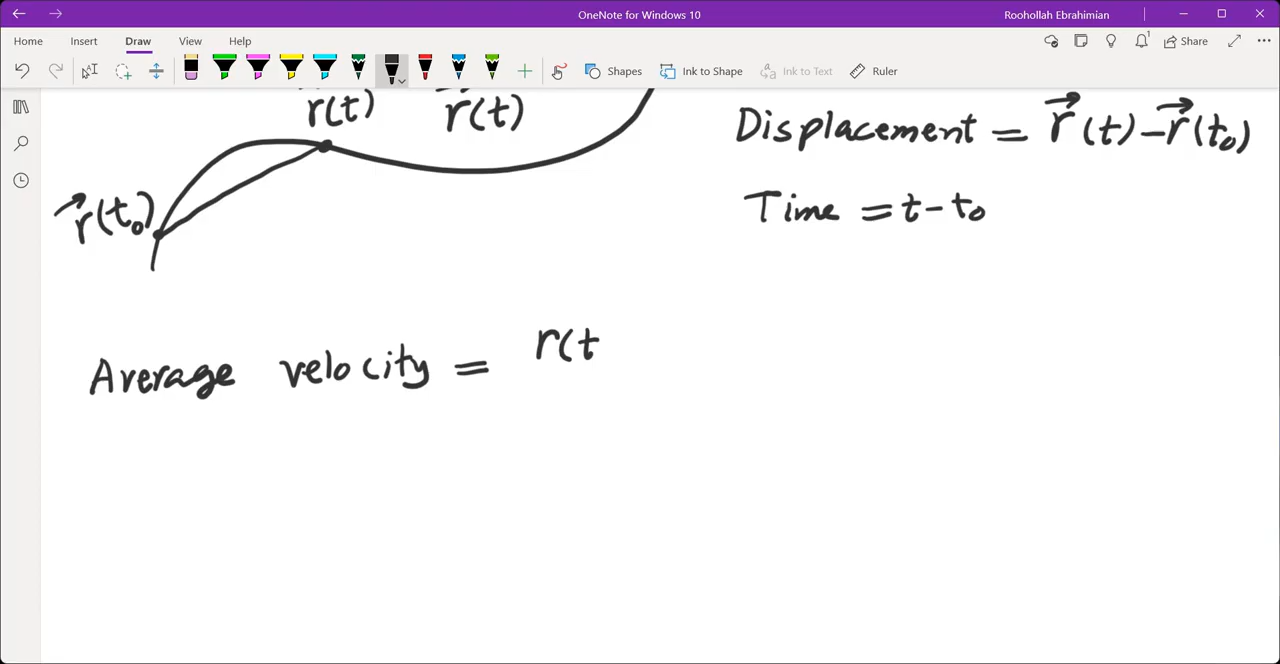 OneNote for Windows 10
Roohollah Ebrahimian
Home Insert Draw View Help
Share
Shapes
Ink to Shape
Ink to Text
Ruler
r⃗(t) r⃗(t)
r⃗(t₀)
Displacement = r⃗(t) - r⃗(t₀)
Time = t - t₀
Average velocity = r(t